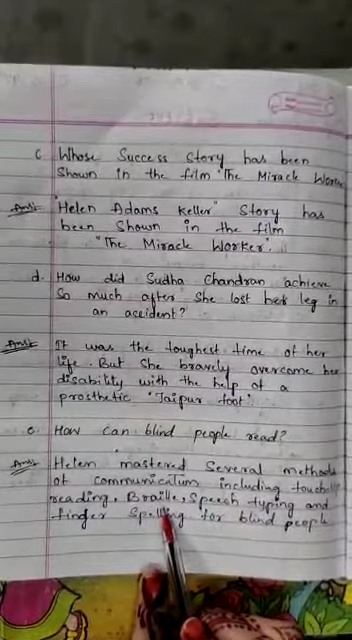 c. Whose Success Story has been
Shown in the film "The Mirack Worker
Ans: "Helen Adams Keller" Story has
been Shown in the film
"The Mirack Worker".
d. How did Sudha Chandran achieve
So much after she lost her leg in
an accident?
Ans: It was the toughest time of her
life. But She bravely overcome her
disability with the help of a
prosthetic "Jaipur foot".
e. How can blind people read?
Ans: Helen mastered Several methods
of communication including touch
reading, Braille, Speech typing and
finger Spelling for blind people